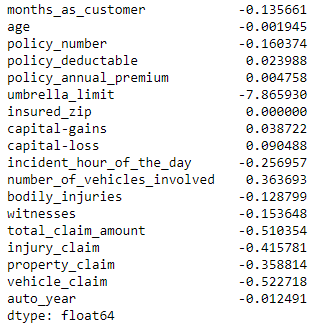 months_as_customer -0.135661
age -0.001945
policy_number -0.160374
policy_deductable 0.023988
policy_annual_premium 0.004758
umbrella_limit -7.865930
insured_zip 0.000000
capital-gains 0.038722
capital-loss 0.090488
incident_hour_of_the_day -0.256957
number_of_vehicles_involved 0.363693
bodily_injuries -0.128799
witnesses -0.153648
total_claim_amount -0.510354
injury_claim -0.415781
property_claim -0.358814
vehicle_claim -0.522718
auto_year -0.012491
dtype: float64